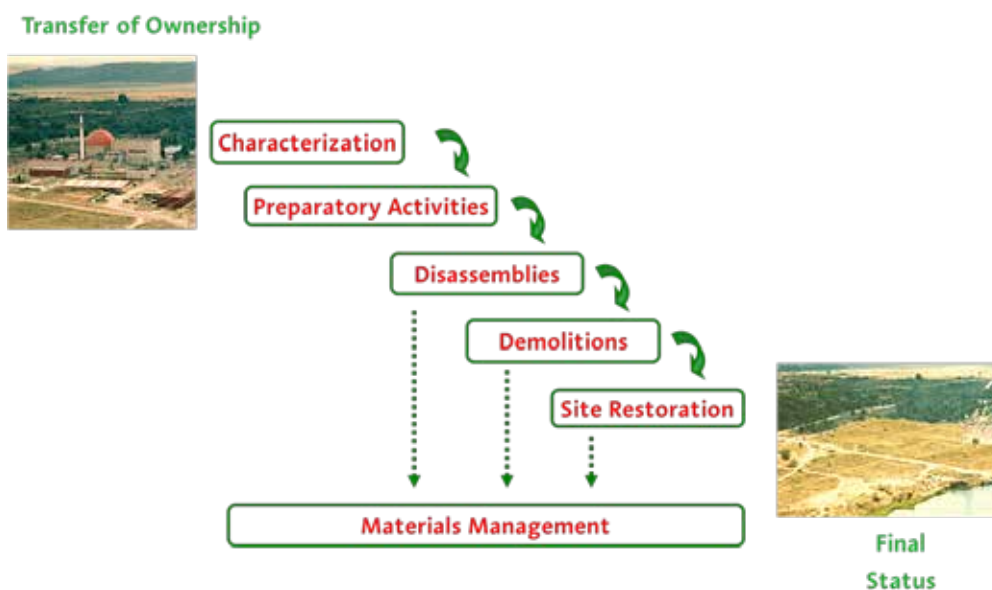 Transfer of Ownership
Characterization
Preparatory Activities
Disassemblies
Demolitions
Site Restoration
Materials Management
Final
Status